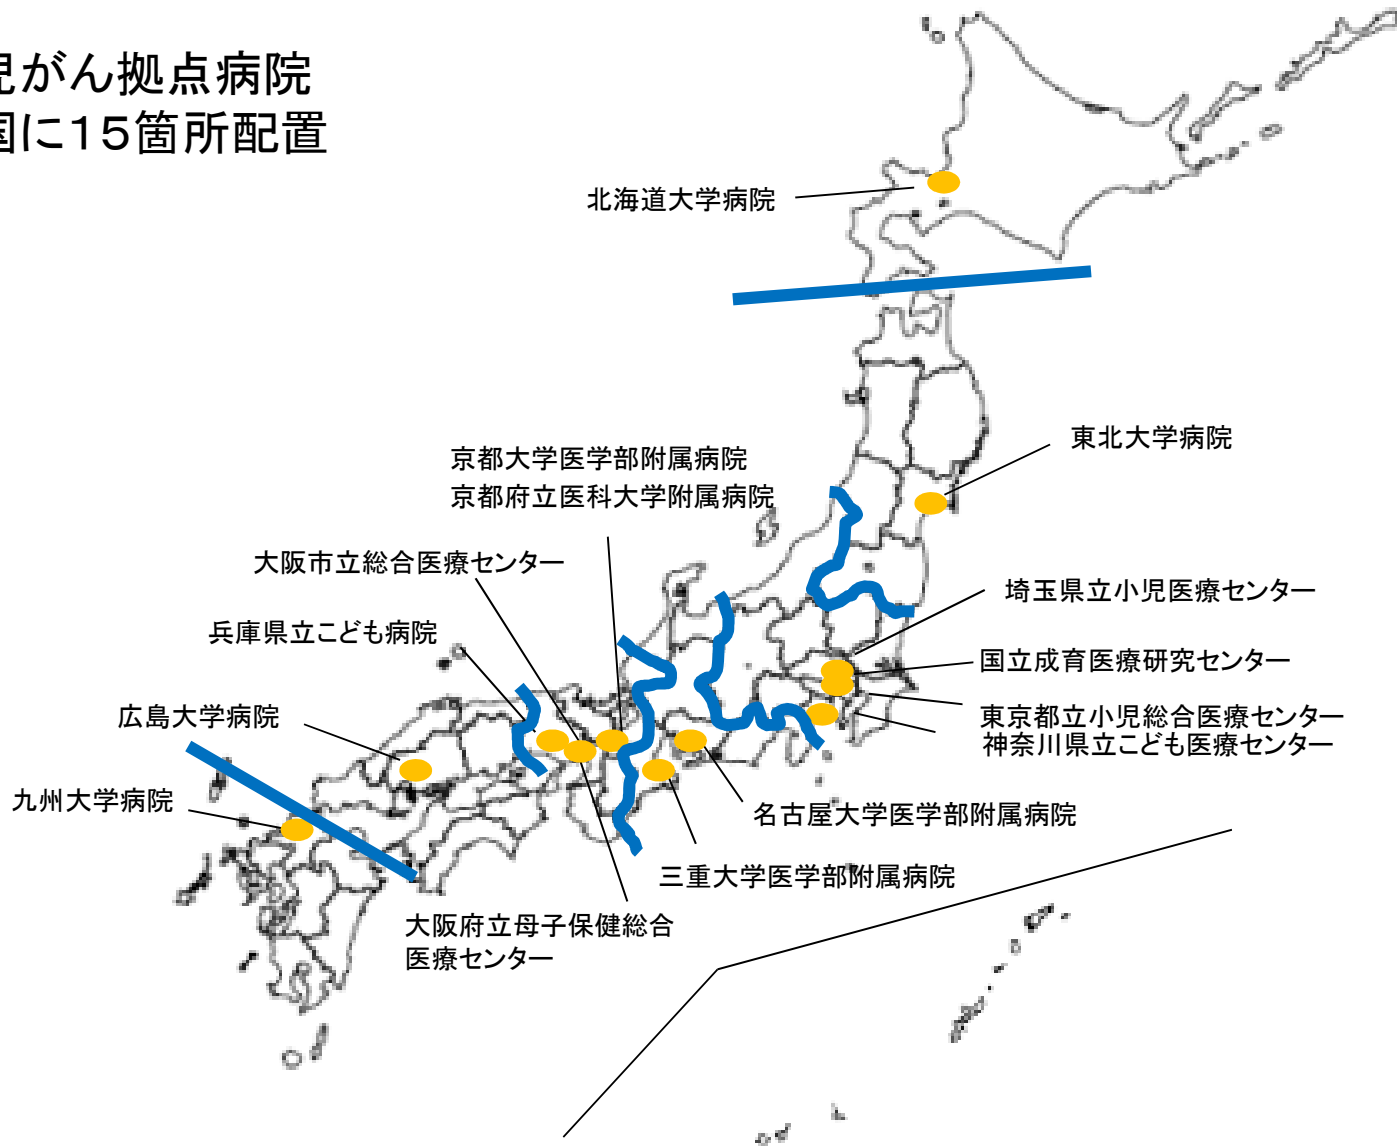 児がん拠点病院
国に15箇所配置
北海道大学病院
東北大学病院
京都大学医学部附属病院
京都府立医科大学附属病院
大阪市立総合医療センター
埼玉県立小児医療センター
兵庫県立こども病院
国立成育医療研究センター
広島大学病院
東京都立小児総合医療センター
神奈川県立こども医療センター
九州大学病院
名古屋大学医学部附属病院
三重大学医学部附属病院
大阪府立母子保健総合
医療センター